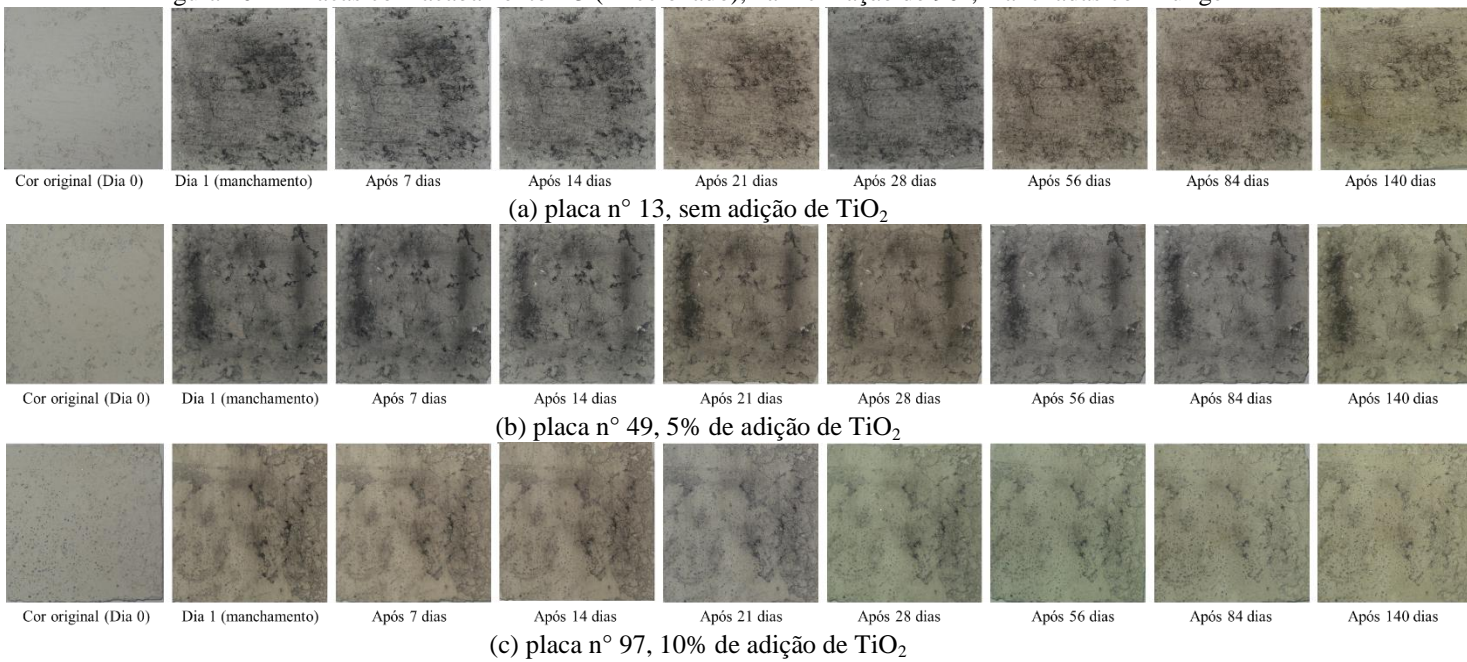 Cor original (Dia 0) Dia 1 (manchamento) Após 7 dias Após 14 dias Após 21 dias Após 28 dias Após 56 dias Após 84 dias Após 140 dias
(a) placa n° 13, sem adição de TiO₂
Cor original (Dia 0) Dia 1 (manchamento) Após 7 dias Após 14 dias Após 21 dias Após 28 dias Após 56 dias Após 84 dias Após 140 dias
(b) placa n° 49, 5% de adição de TiO₂
Cor original (Dia 0) Dia 1 (manchamento) Após 7 dias Após 14 dias Após 21 dias Após 28 dias Após 56 dias Após 84 dias Após 140 dias
(c) placa n° 97, 10% de adição de TiO₂